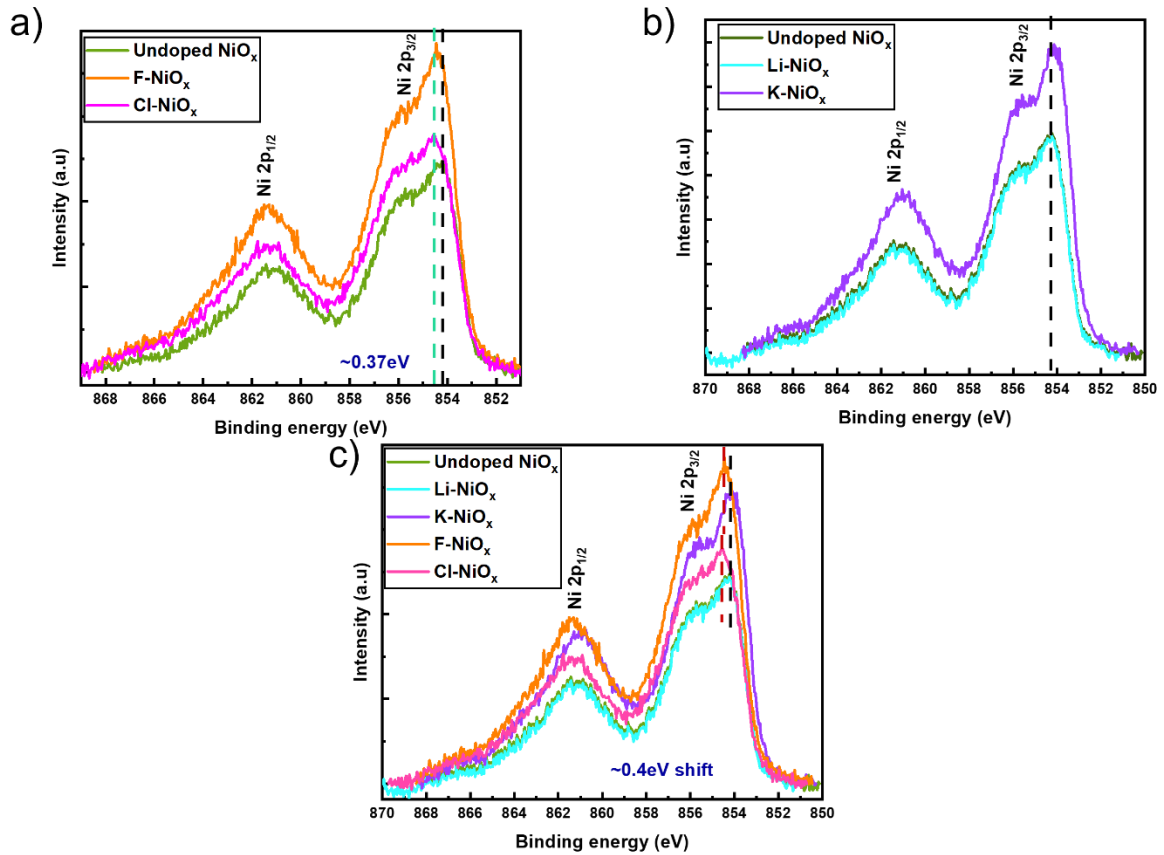 a)
Undoped NiOₓ
F-NiOₓ
Cl-NiOₓ
Ni 2p₁/₂
Ni 2p₃/₂
~0.37eV
Intensity (a.u)
868 866 864 862 860 858 856 854 852
Binding energy (eV)
b)
Undoped NiOₓ
Li-NiOₓ
K-NiOₓ
Ni 2p₁/₂
Ni 2p₃/₂
Intensity (a.u)
870 868 866 864 862 860 858 856 854 852 850
Binding energy (eV)
c)
Undoped NiOₓ
Li-NiOₓ
K-NiOₓ
F-NiOₓ
Cl-NiOₓ
Ni 2p₁/₂
Ni 2p₃/₂
~0.4eV shift
Intensity (a.u)
870 868 866 864 862 860 858 856 854 852 850
Binding energy (eV)